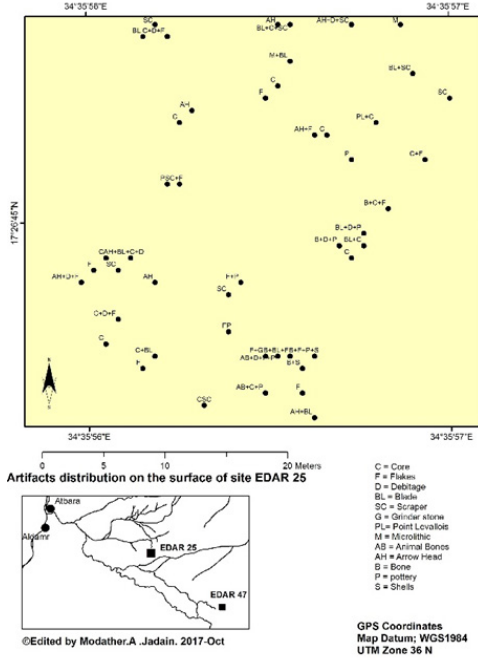 34°35'56" 34°35'57"
SC AH AH-D+SC M
BL C+D+F BL+C+SC
M+BL
BL+SC
C
F SC
AH
C PL+C
AH+F C
P C+F
PSC+F
B+C+F
17°26'45"
BL+D+P
B+D+P BL+C
C
CAH+BL+C+D
F SC
AH+D+F AH F+P
SC
C+D+F
FP
C
C+BL
F B+S
AB+C+P F
CSC
AH+BL
34°35'56" 34°35'57"
0 5 10 20 Meters
Artifacts distribution on the surface of site EDAR 25
C = Core
F = Flakes
D = Debitage
BL = Blade
SC = Scraper
G = Grinder stone
PL= Point Levallois
M = Microlithic
AB = Animal Bones
AH = Arrow Head
B = Bone
P = pottery
S = Shells
Atbara
EDAR 25
EDAR 47
GPS Coordinates
Map Datum; WGS1984
UTM Zone 36 N
©Edited by Modather.A .Jadain. 2017-Oct